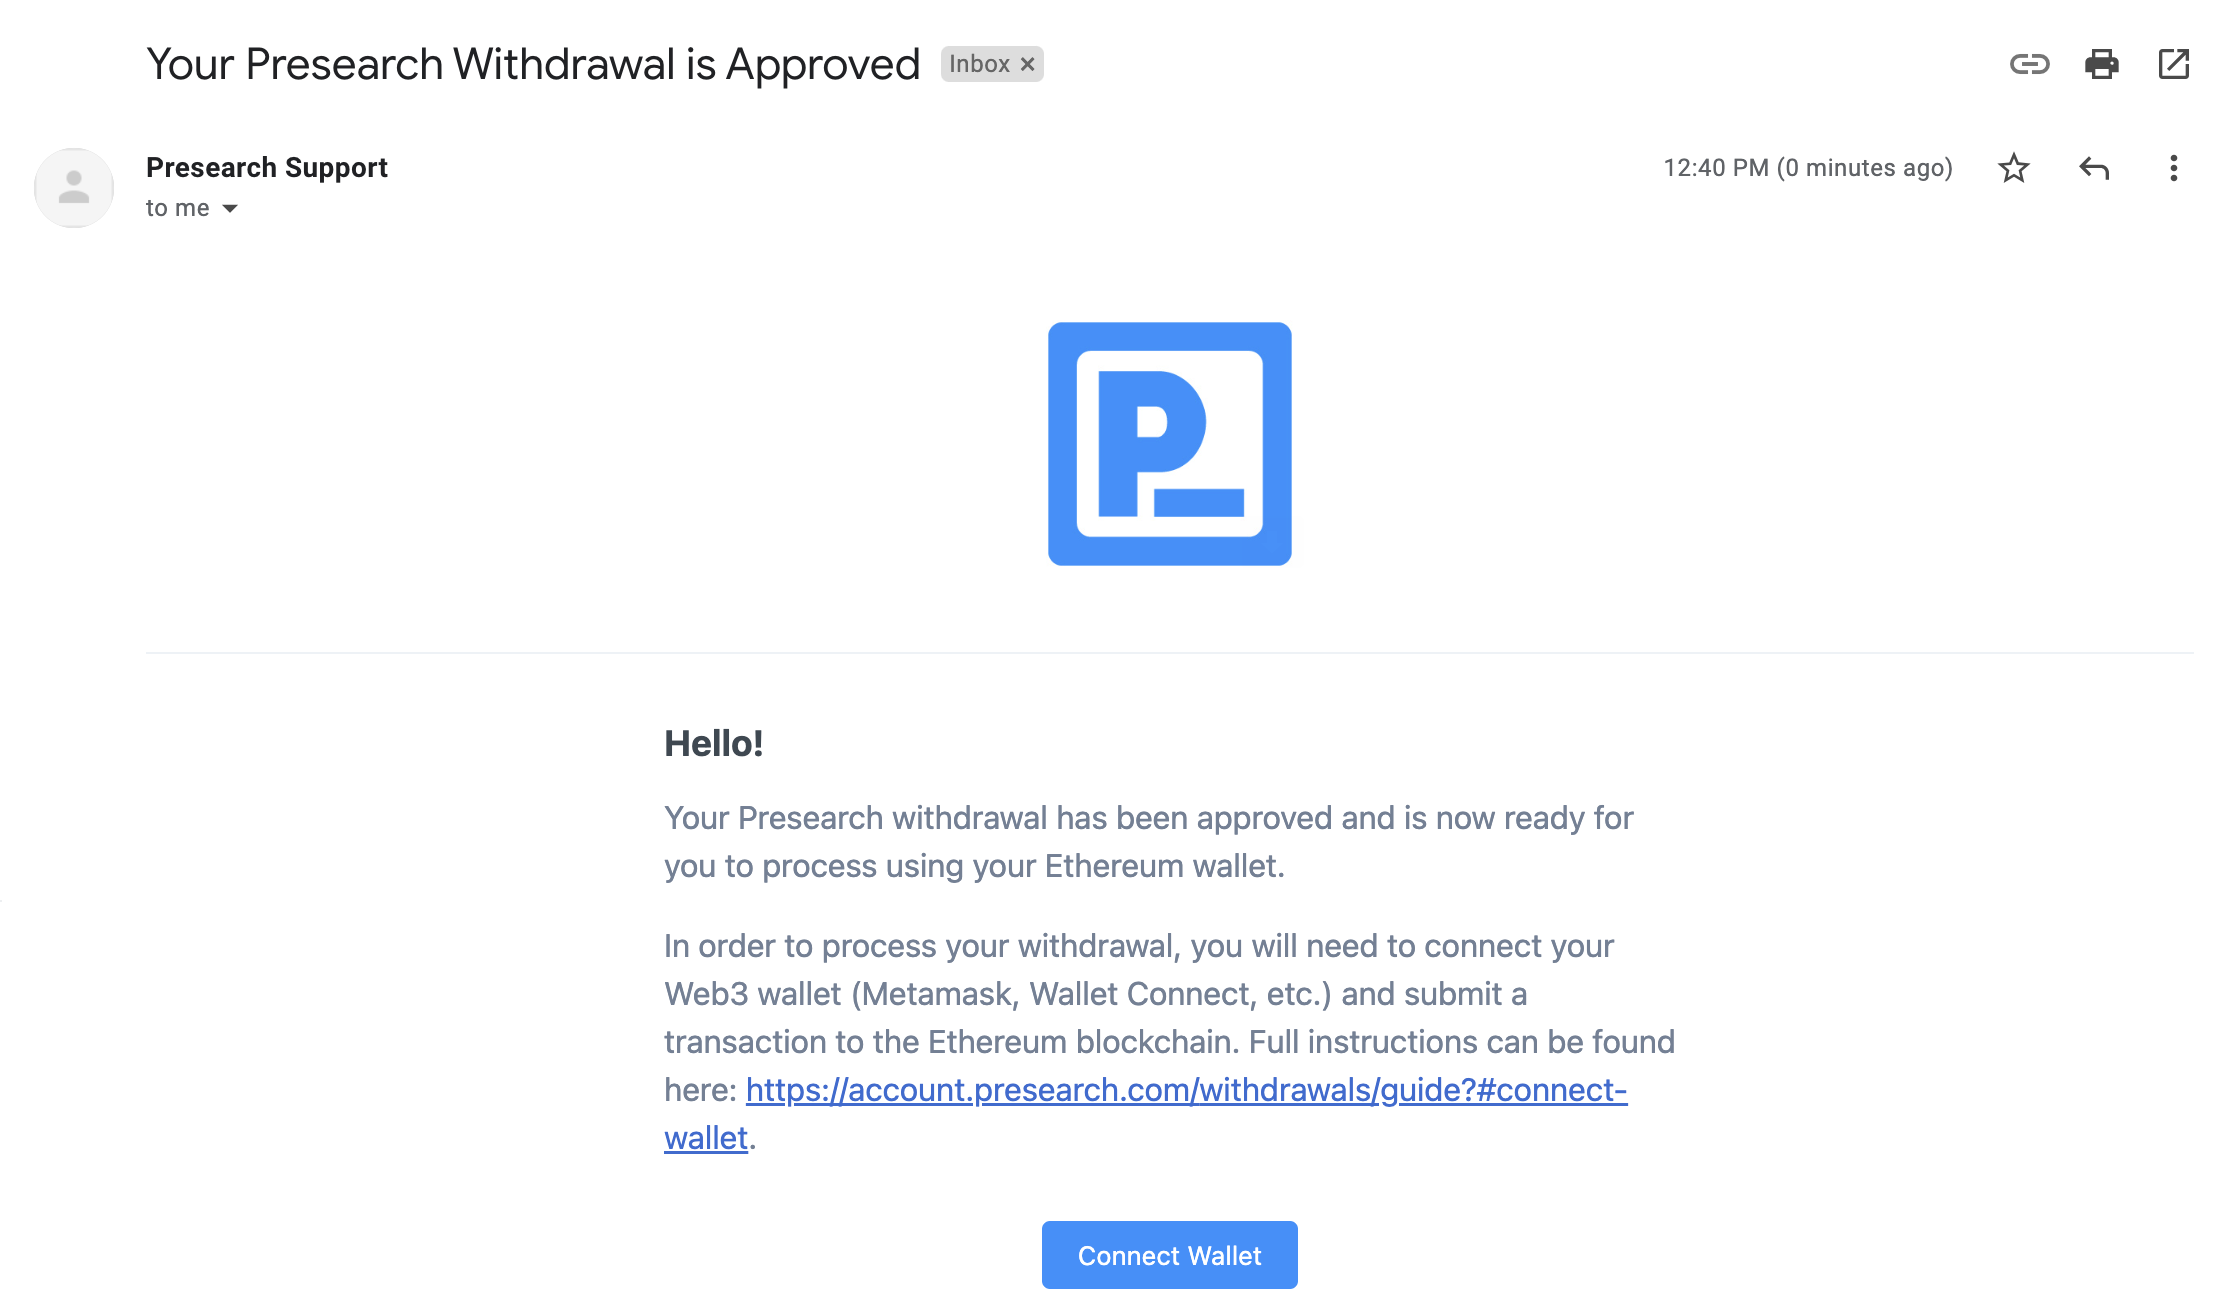 Your Presearch Withdrawal is Approved Inbox ×
Presearch Support 12:40 PM (0 minutes ago)
to me
P_
Hello!
Your Presearch withdrawal has been approved and is now ready for
you to process using your Ethereum wallet.
In order to process your withdrawal, you will need to connect your
Web3 wallet (Metamask, Wallet Connect, etc.) and submit a
transaction to the Ethereum blockchain. Full instructions can be found
here: https://account.presearch.com/withdrawals/guide?#connect-
wallet.
Connect Wallet